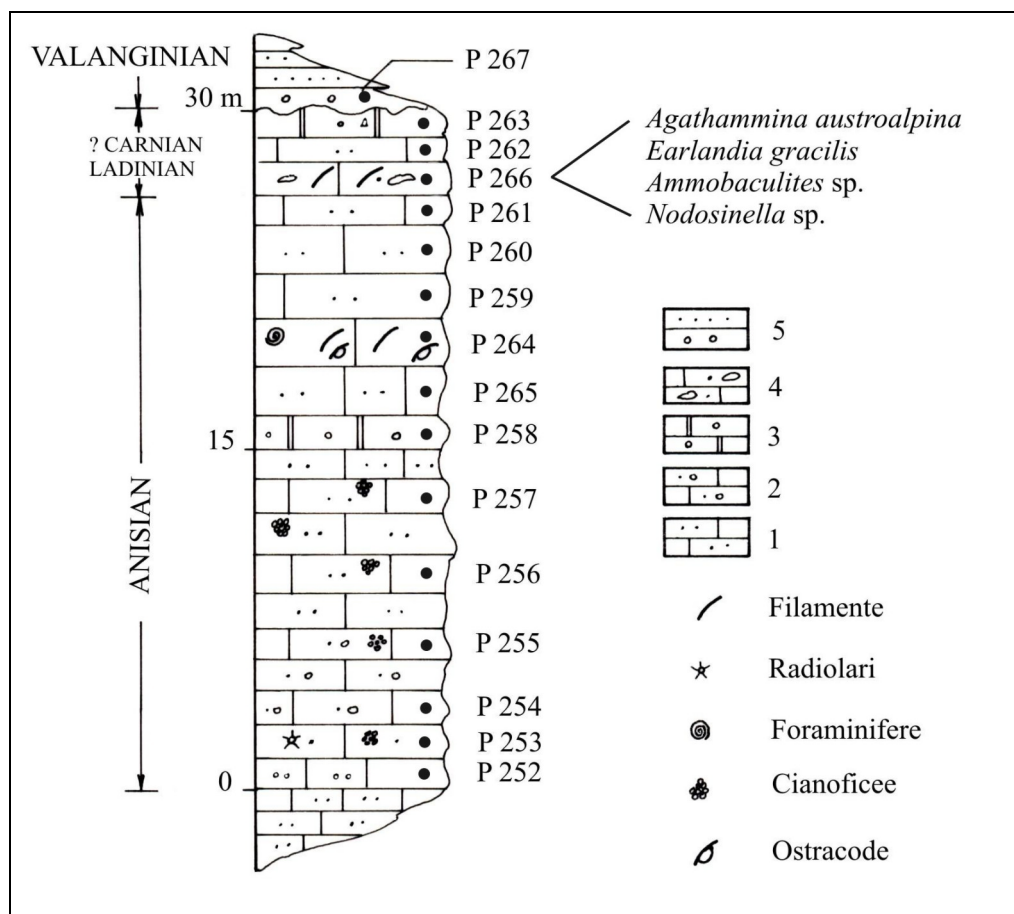 VALANGINIAN
30 m
? CARNIAN
LADINIAN
ANISIAN
15
0
P 267
P 263
P 262
P 266
P 261
P 260
P 259
P 264
P 265
P 258
P 257
P 256
P 255
P 254
P 253
P 252
Agathammina austroalpina
Earlandia gracilis
Ammobaculites sp.
Nodosinella sp.
5
4
3
2
1
Filamente
Radiolari
Foraminifere
Cianoficee
Ostracode